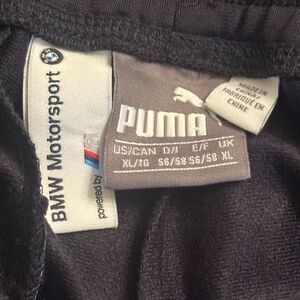 BMW Motorsport
powered by M
PUMA
US/CAN D/I E/F UK
XL/TG 56/58 56/58 XL
MADE IN
CHINA/
FABRIQUÉ EN
CHINE